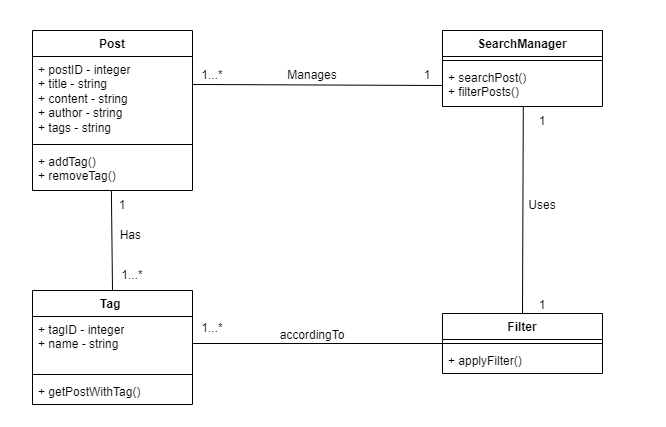 Post
+ postID - integer
+ title - string
+ content - string
+ author - string
+ tags - string
+ addTag()
+ removeTag()
1...*
Manages
1
SearchManager
+ searchPost()
+ filterPosts()
1
Has
1...*
1
Uses
1
Tag
+ tagID - integer
+ name - string
+ getPostWithTag()
1...*
accordingTo
Filter
+ applyFilter()